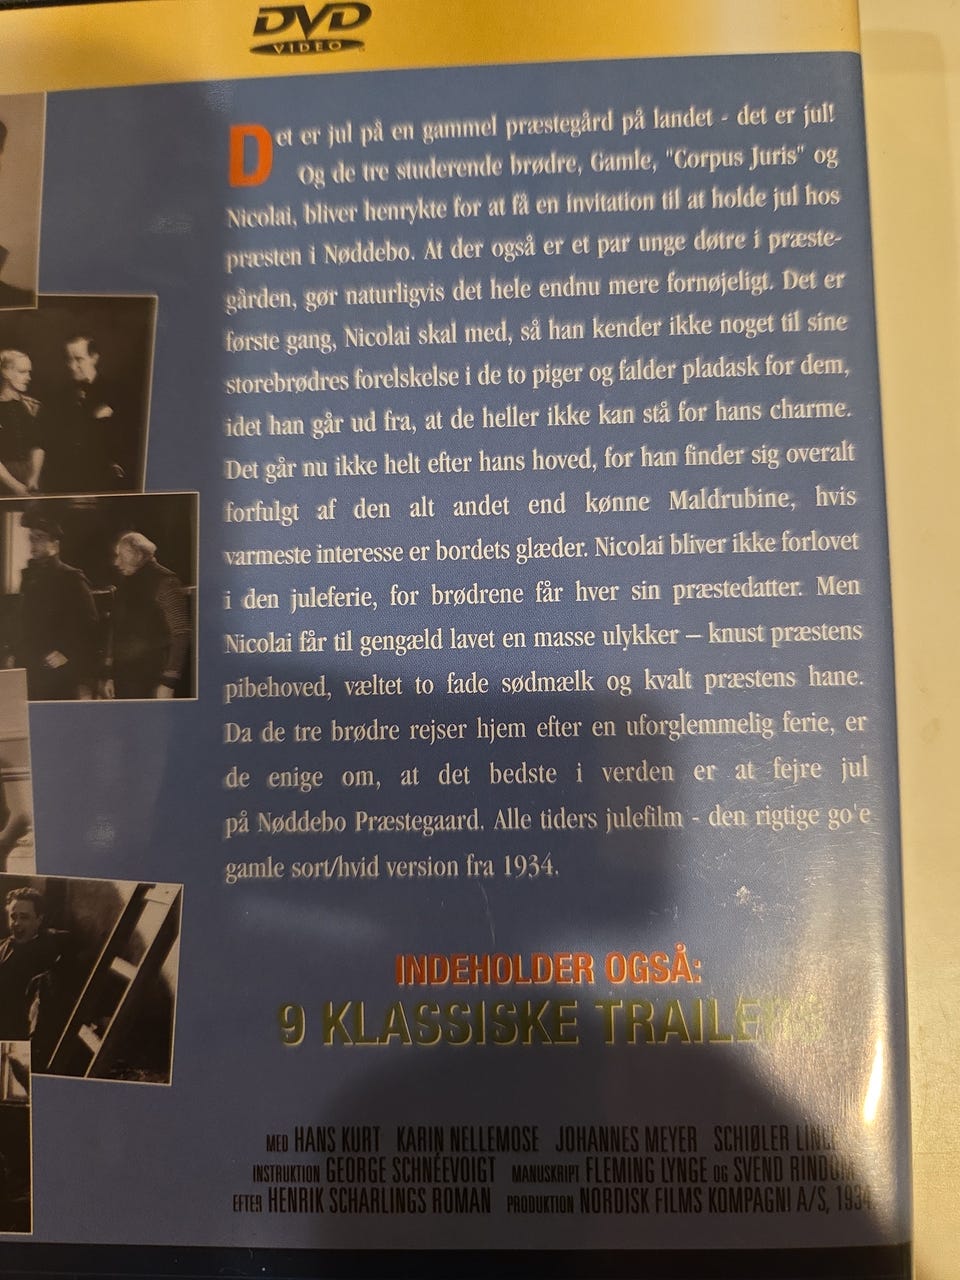 DVD
VIDEO
Det er jul på en gammel præstegård på landet - det er jul!
Og de tre studerende brødre, Gamle, "Corpus Juris" og
Nicolai, bliver henrykte for at få en invitation til at holde jul hos
præsten i Nøddebo. At der også er et par unge døtre i præste-
gården, gør naturligvis det hele endnu mere fornøjeligt. Det er
første gang, Nicolai skal med, så han kender ikke noget til sine
storebrødres forelskelse i de to piger og falder pladask for dem,
idet han går ud fra, at de heller ikke kan stå for hans charme.
Det går nu ikke helt efter hans hoved, for han finder sig overalt
forfulgt af den alt andet end kønne Maldrubine, hvis
varmeste interesse er bordets glæder. Nicolai bliver ikke forlovet
i den juleferie, for brødrene får hver sin præstedatter. Men
Nicolai får til gengæld lavet en masse ulykker – knust præstens
pibehoved, væltet to fade sødmælk og kvalt præstens hane.
Da de tre brødre rejser hjem efter en uforglemmelig ferie, er
de enige om, at det bedste i verden er at fejre jul
på Nøddebo Præstegaard. Alle tiders julefilm - den rigtige go'e
gamle sort/hvid version fra 1934.
INDEHOLDER OGSÅ:
9 KLASSISKE TRAILERS
MED HANS KURT KARIN NELLEMOSE JOHANNES MEYER SCHIØLER
INSTRUKTION GEORGE SCHNÉEVOIGT MANUSKRIPT FLEMING LYNGE OG SVEND RINDOM
EFTER HENRIK SCHARLINGS ROMAN PRODUKTION NORDISK FILMS KOMPAGNI A/S, 1934